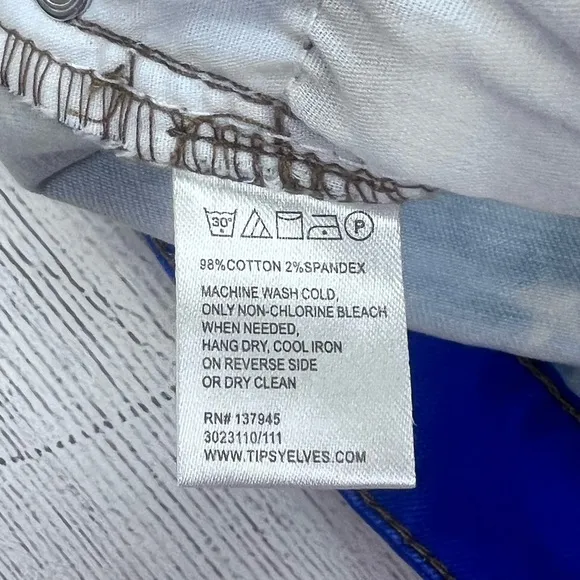 30°
P
98%COTTON 2%SPANDEX
MACHINE WASH COLD,
ONLY NON-CHLORINE BLEACH
WHEN NEEDED,
HANG DRY, COOL IRON
ON REVERSE SIDE
OR DRY CLEAN
RN# 137945
3023110/111
WWW.TIPSYELVES.COM